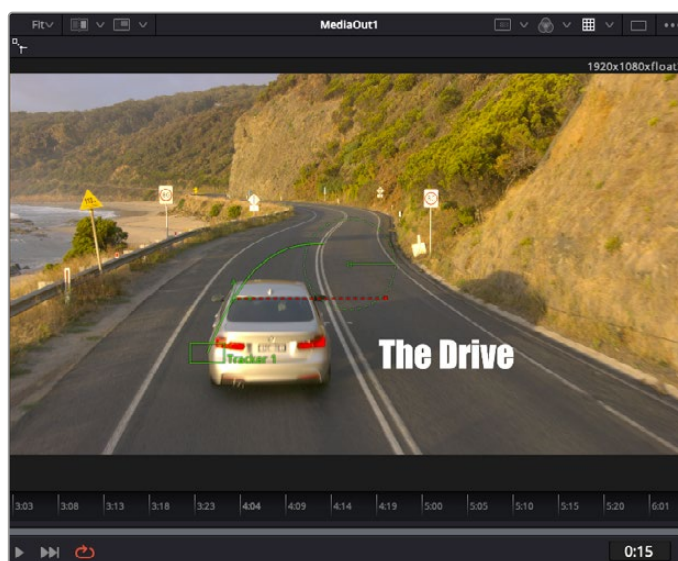 Fit MediaOut1
1920x1080xfloat
Tracker 1
The Drive
3:03 3:08 3:13 3:18 3:23 4:04 4:09 4:14 4:19 5:00 5:05 5:10 5:15 5:20 6:01
0:15